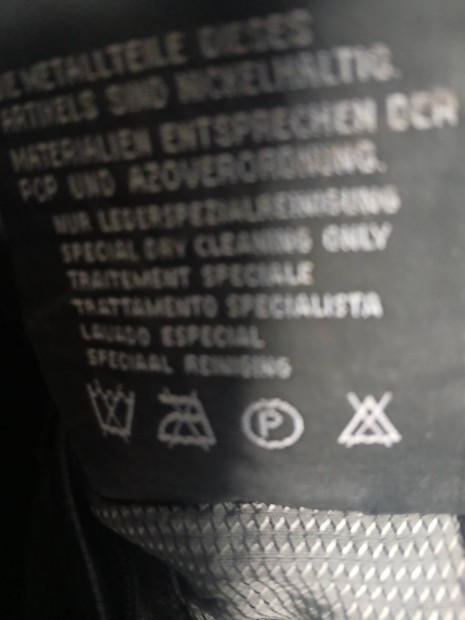 E METALLTEILE DIESES
ARTIKELS SIND NICKELHALTIG.
MATERIALIEN ENTSPRECHEN DER
PCP UND AZOVERORDNUNG.
NUR LEDERSPEZIALREINIGUNG
SPECIAL DRY CLEANING ONLY
TRAITEMENT SPECIALE
TRATTAMENTO SPECIALISTA
LAVADO ESPECIAL
SPECIAAL REINIGING
P